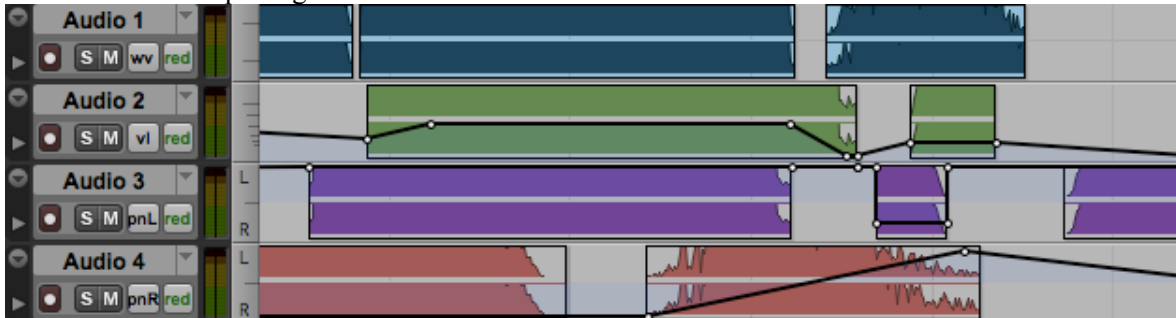 Audio 1
S M wv red
Audio 2
S M vl red
Audio 3
L
S M pnL red
R
Audio 4
L
S M pnR red
R